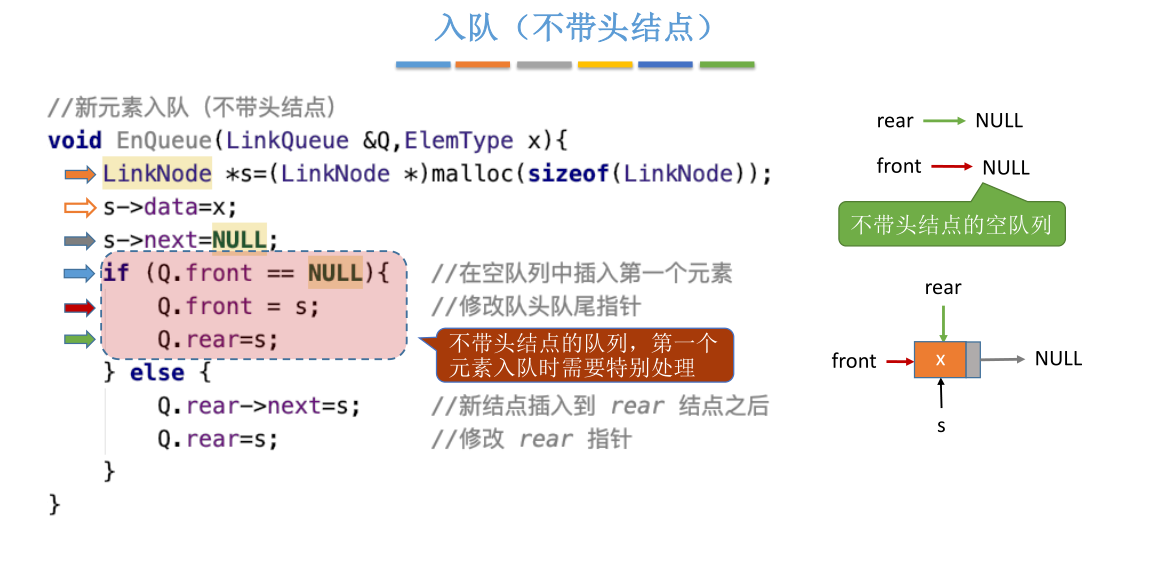 入队（不带头结点）
//新元素入队（不带头结点）
void EnQueue(LinkQueue &Q,ElemType x){
LinkNode *s=(LinkNode *)malloc(sizeof(LinkNode));
s->data=x;
s->next=NULL;
if (Q.front == NULL){ //在空队列中插入第一个元素
Q.front = s; //修改队头队尾指针
Q.rear=s;
} else {
Q.rear->next=s; //新结点插入到 rear 结点之后
Q.rear=s; //修改 rear 指针
}
}
不带头结点的队列，第一个
元素入队时需要特别处理
rear NULL
front NULL
不带头结点的空队列
rear
front x NULL
s